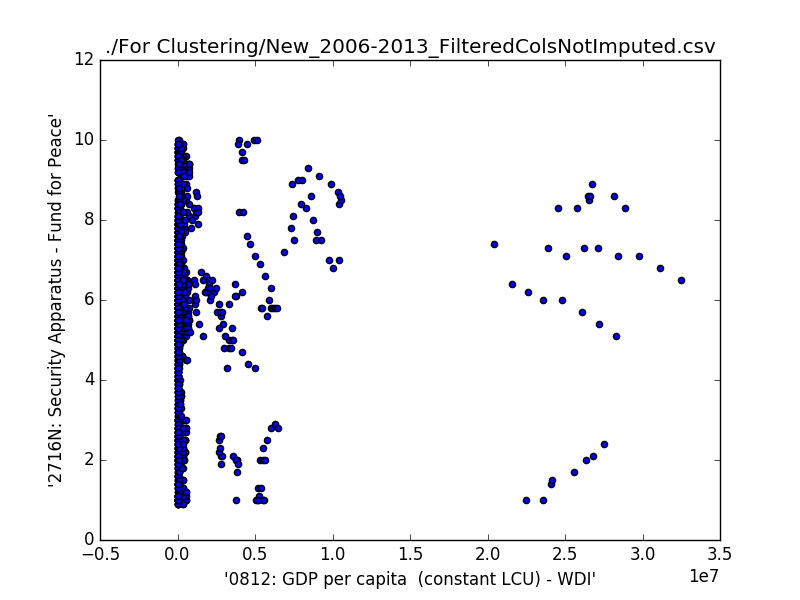 ./For Clustering/New_2006-2013_FilteredColsNotImputed.csv
12
10
8
6
4
2
0
'2716N: Security Apparatus - Fund for Peace'
−0.5 0.0 0.5 1.0 1.5 2.0 2.5 3.0 3.5
1e7
'0812: GDP per capita  (constant LCU) - WDI'